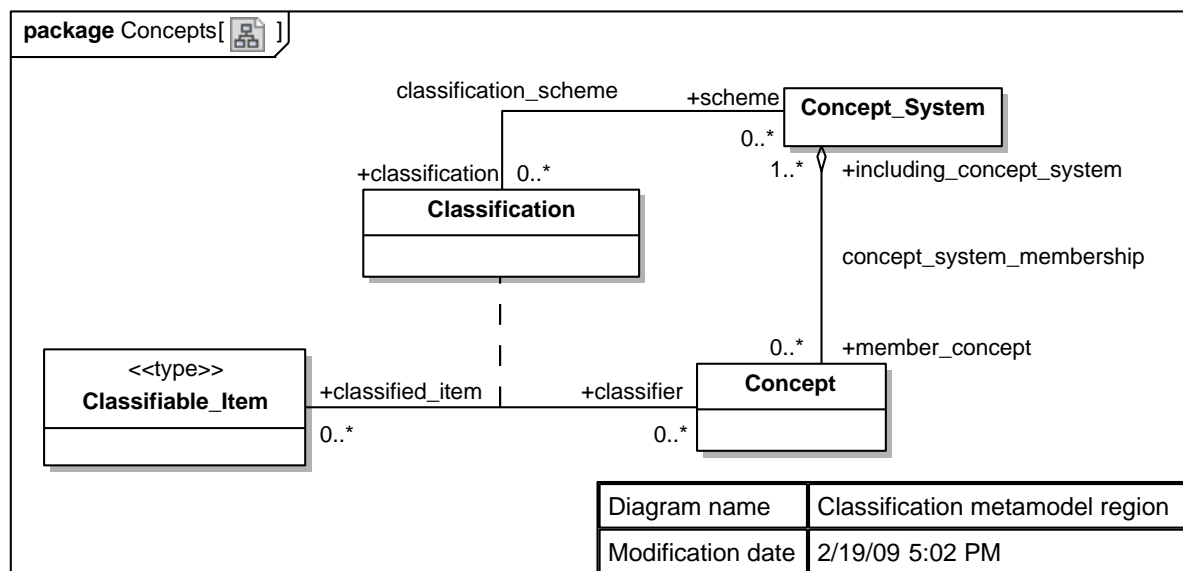 package Concepts[ ]
classification_scheme
+scheme
Concept_System
0..*
1..*
+including_concept_system
+classification
0..*
Classification
concept_system_membership
<<type>>
Classifiable_Item
+classified_item
0..*
+classifier
0..*
0..*
+member_concept
Concept
Diagram name
Classification metamodel region
Modification date
2/19/09 5:02 PM